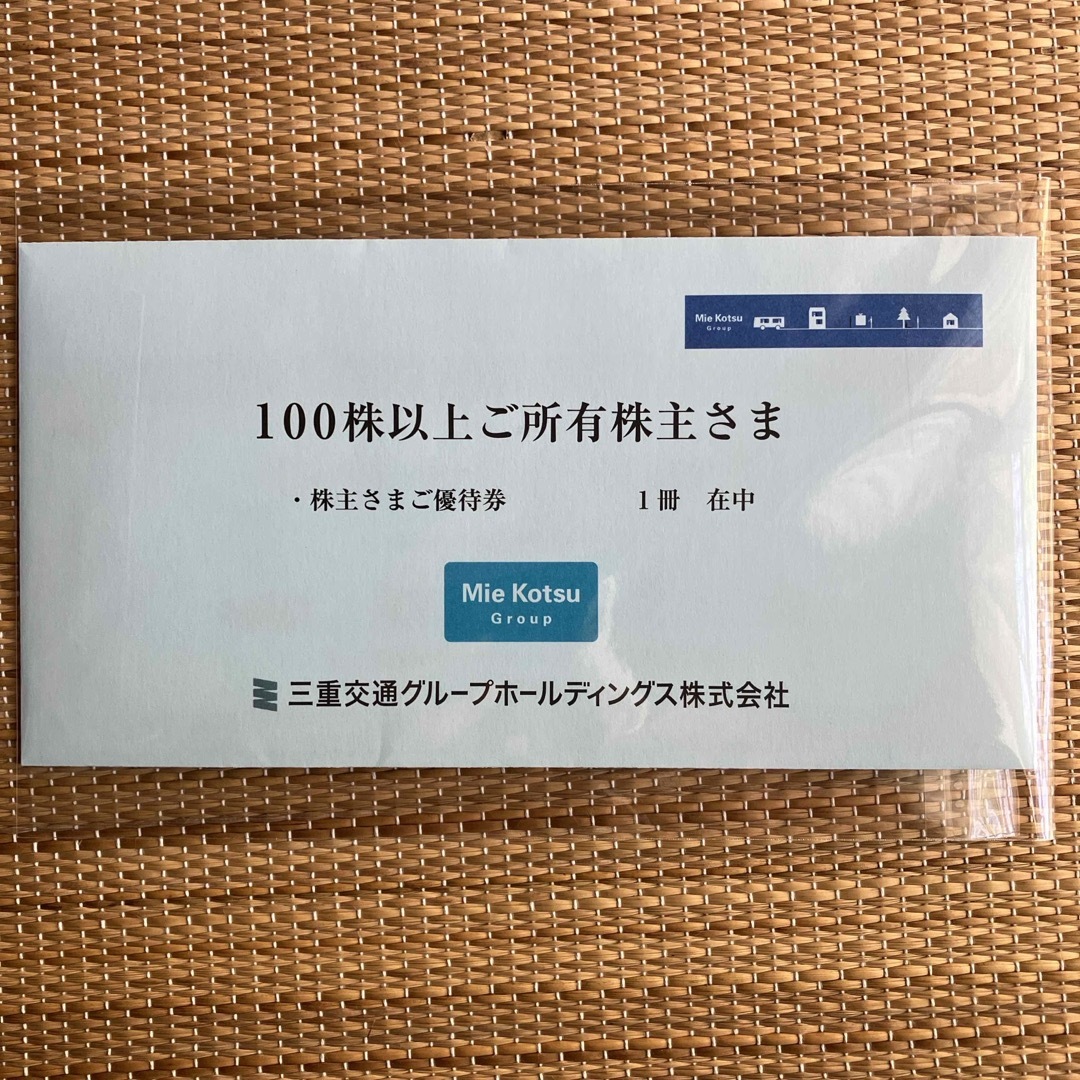 Mie Kotsu
Group
100株以上ご所有株主さま
・株主さまご優待券　1冊　在中
Mie Kotsu
Group
三重交通グループホールディングス株式会社